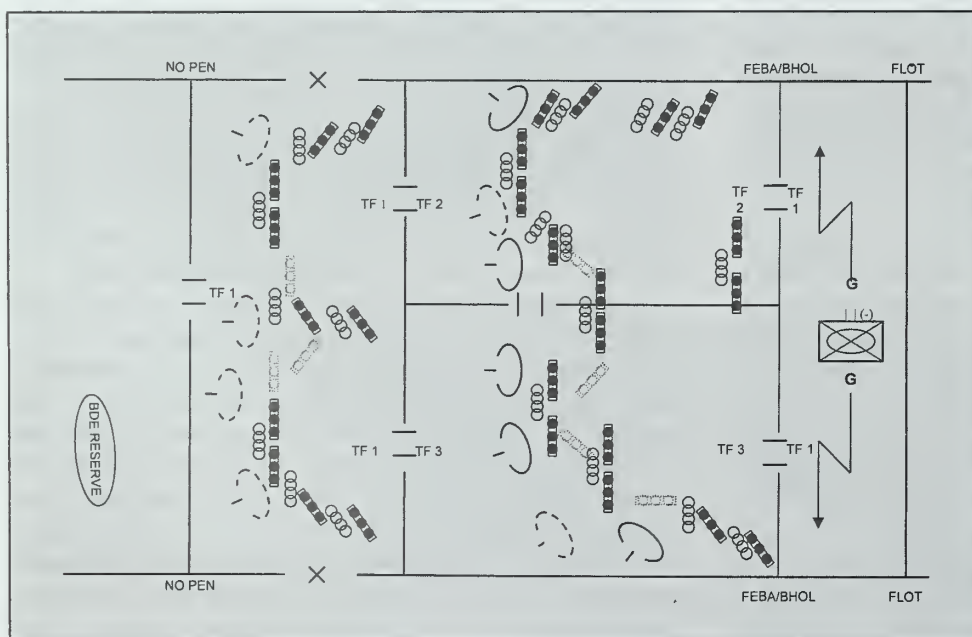 NO PEN
FEBA/BHOL
FLOT
TF 1
TF 2
TF
2
TF
1
G
TF 1
| | (-)
G
BDE RESERVE
TF 1
TF 3
TF 3
TF 1
NO PEN
FEBA/BHOL
FLOT